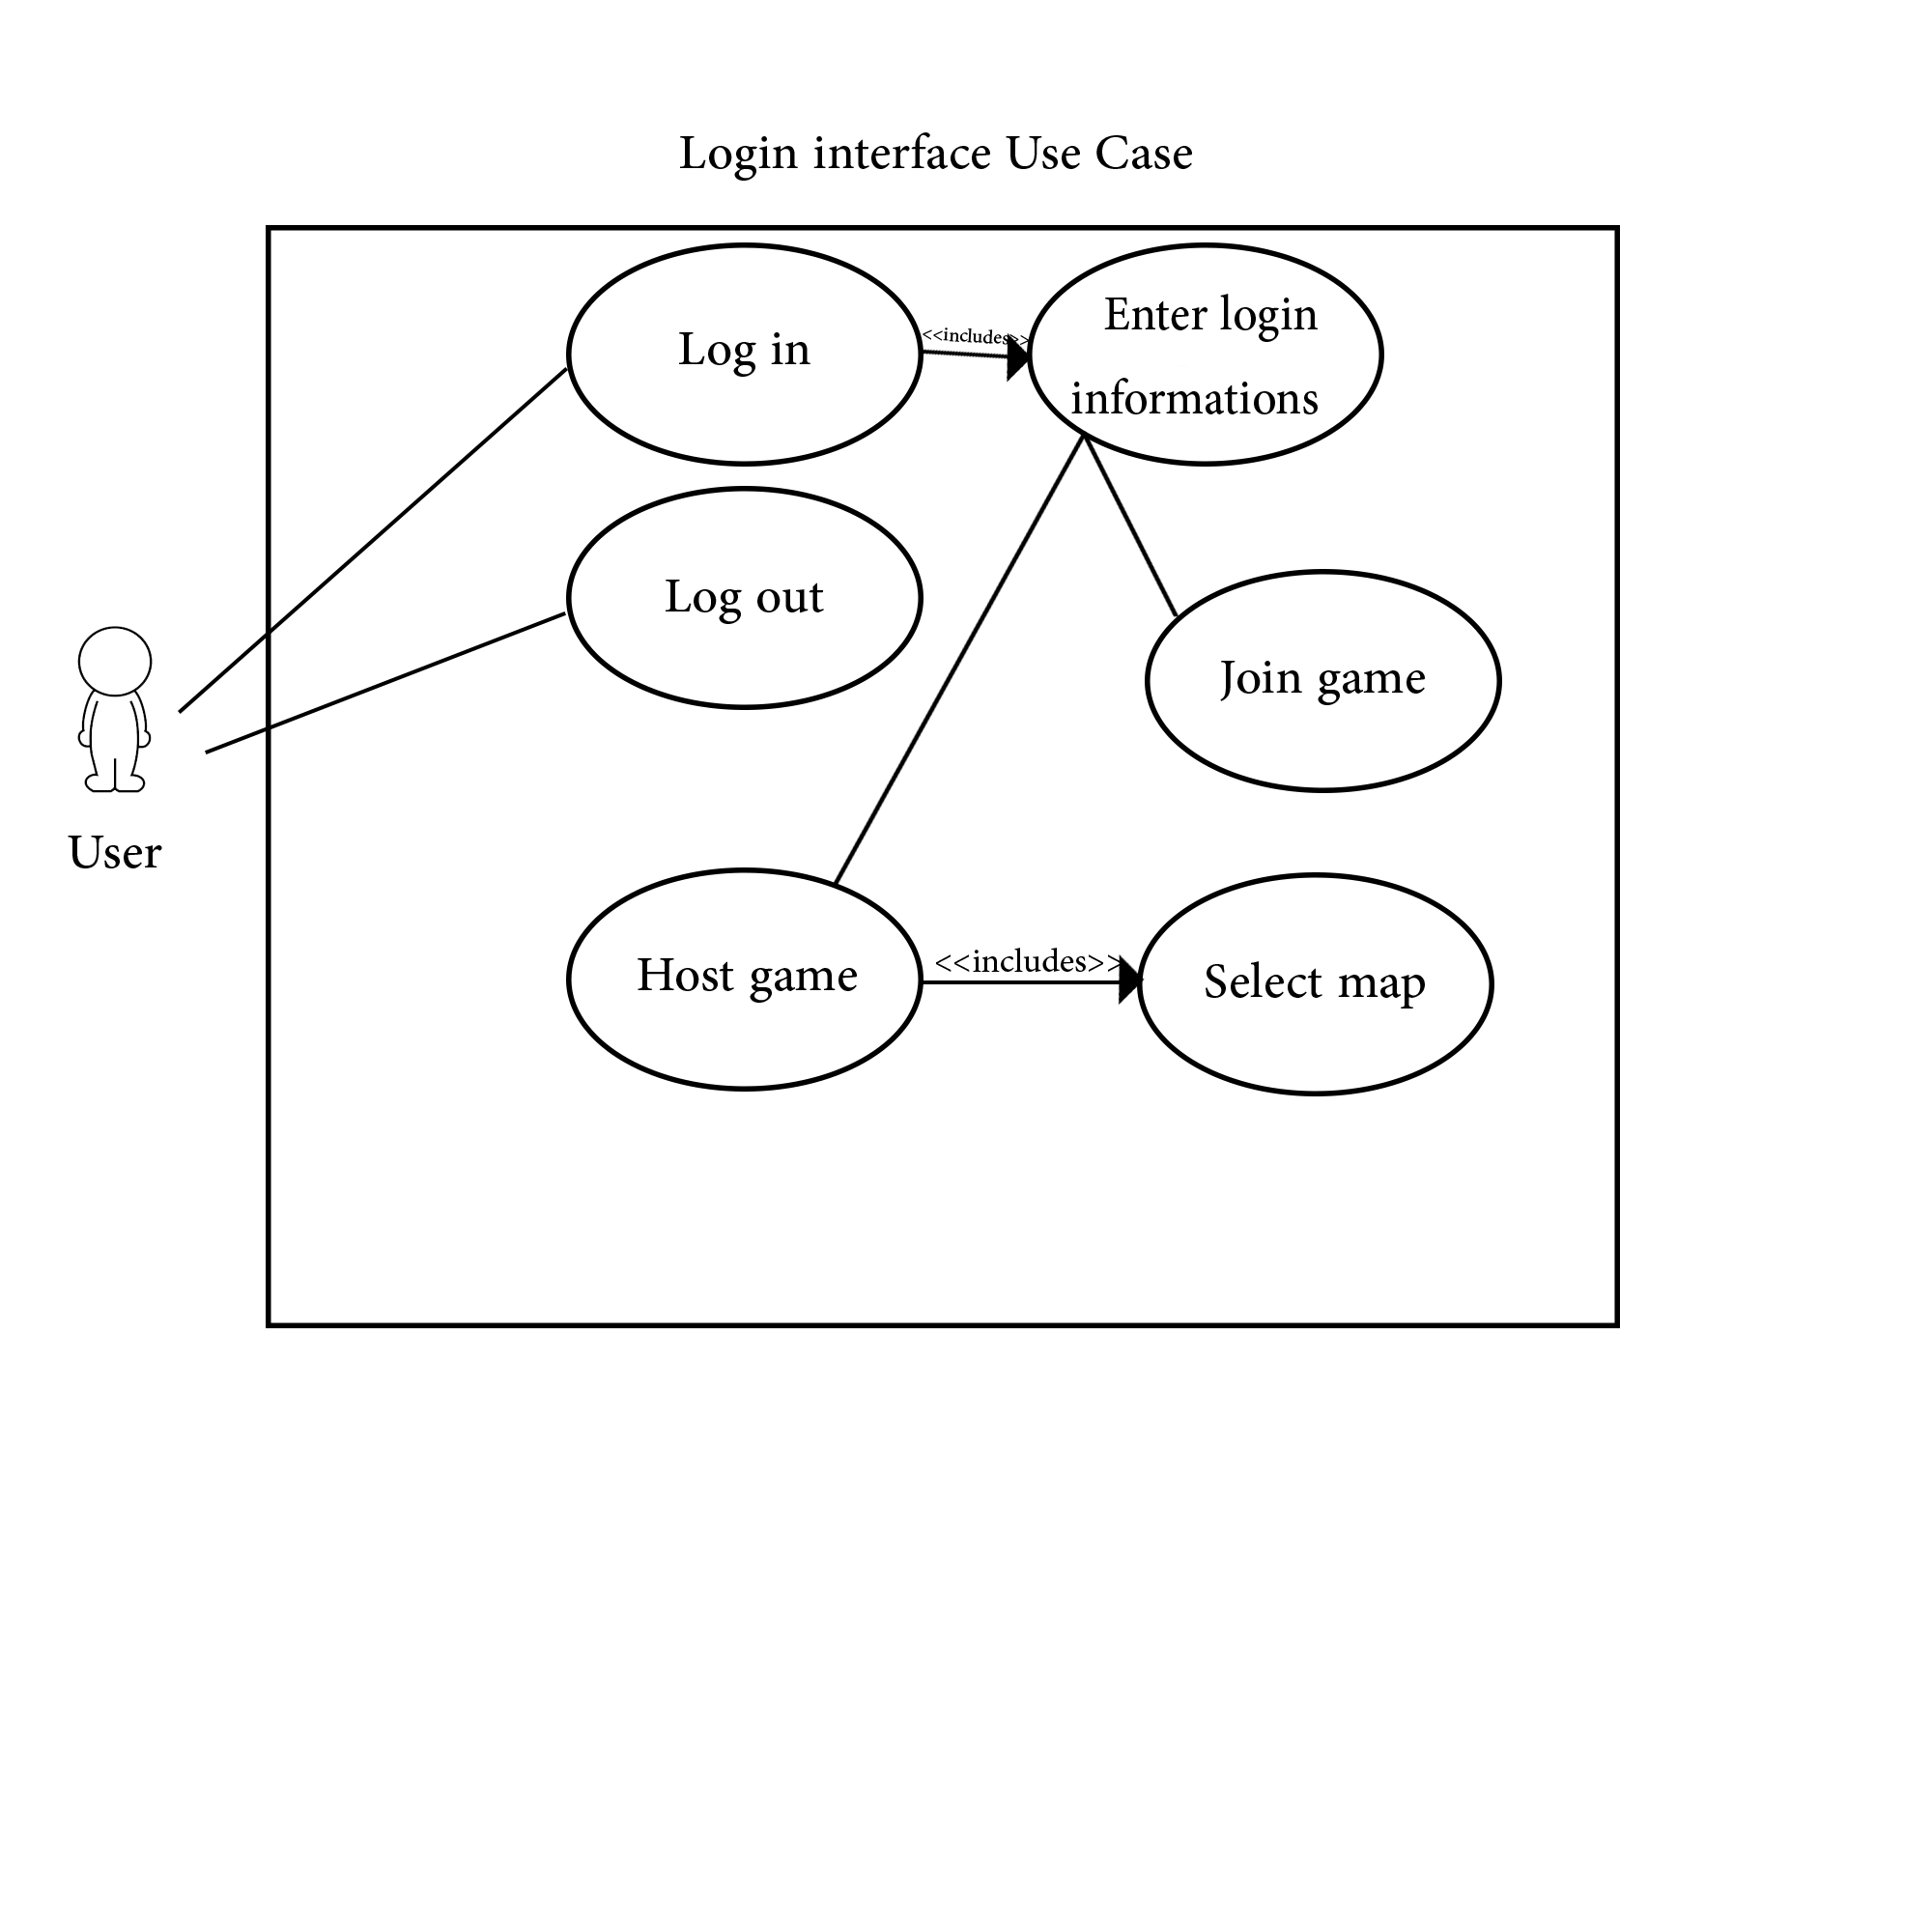 Login interface Use Case
Log in
<<includes>>
Enter login
informations
Log out
Join game
User
Host game
<<includes>>
Select map